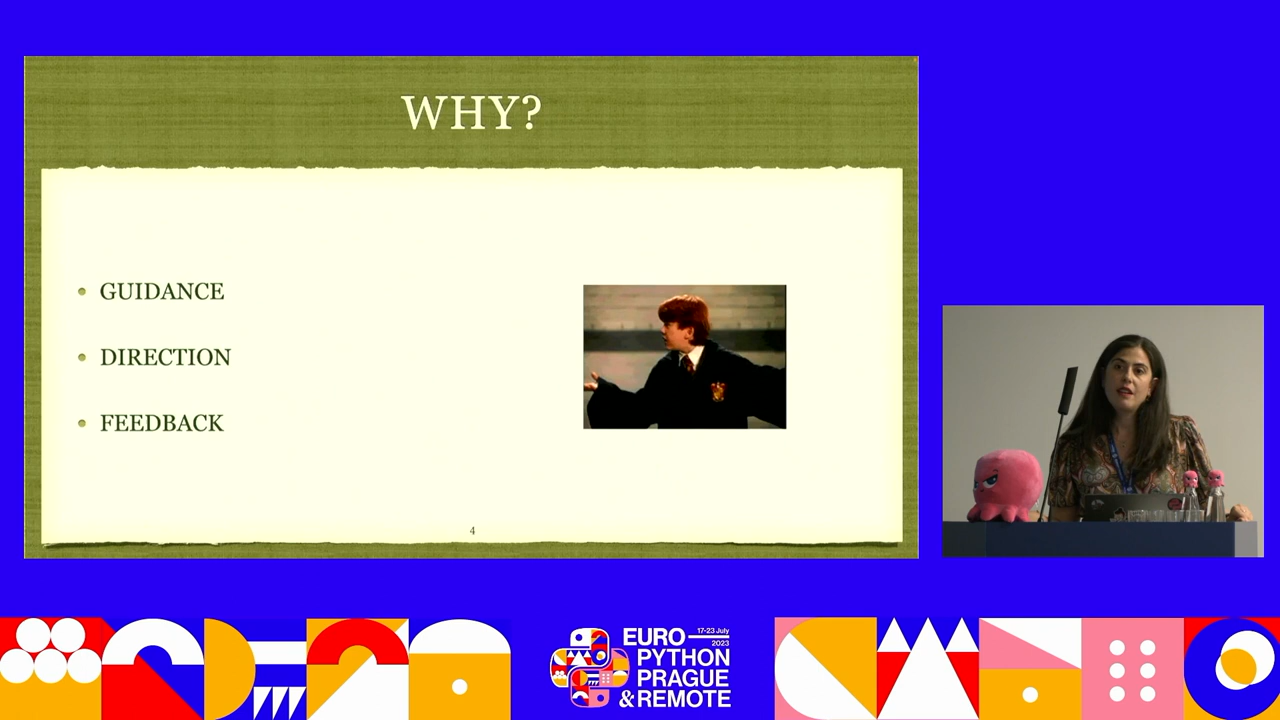 WHY?
GUIDANCE
DIRECTION
FEEDBACK
4
EURO
17-23 July
2023
PYTHON
PRAGUE
& REMOTE